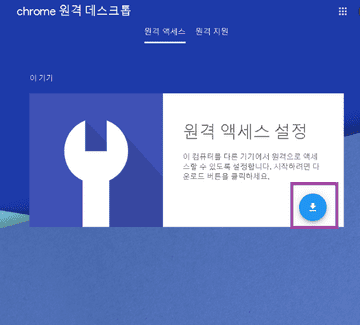 chrome 원격 데스크톱
원격 액세스 원격 지원
이 기기
원격 액세스 설정
이 컴퓨터를 다른 기기에서 원격으로 액세
스할 수 있도록 설정합니다. 시작하려면 다
운로드 버튼을 클릭하세요.